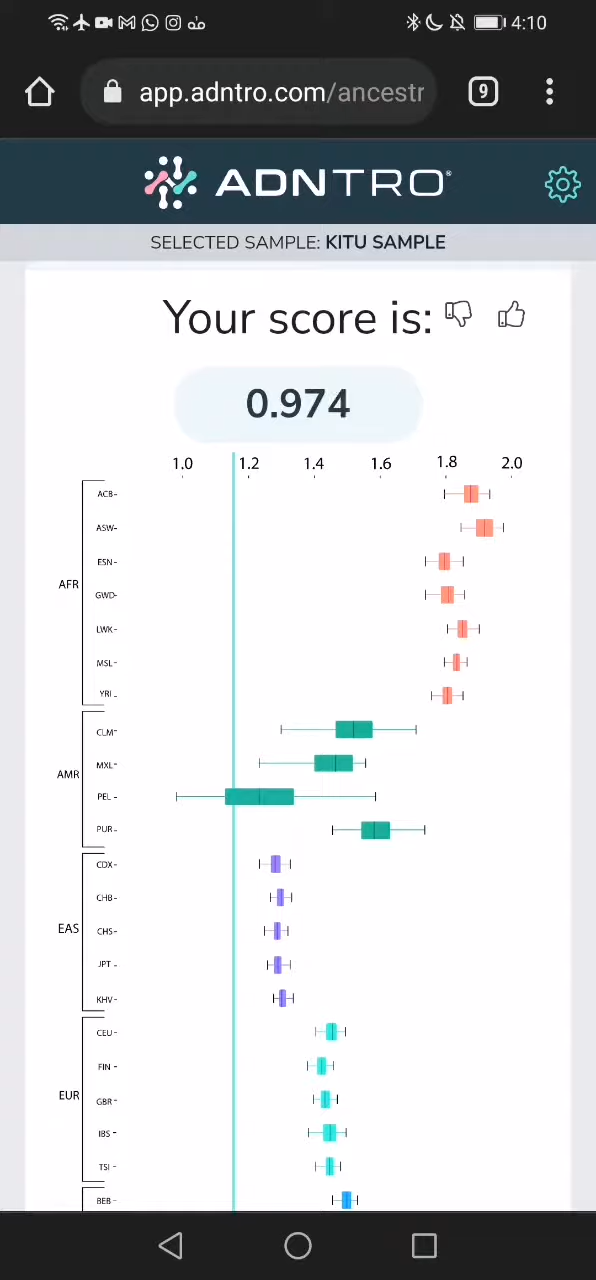 4:10
app.adntro.com/ancestr
9
ADNTRO®
SELECTED SAMPLE: KITU SAMPLE
Your score is:
0.974
1.0 1.2 1.4 1.6 1.8 2.0
AFR
ACB
ASW
ESN
GWD
LWK
MSL
YRI
AMR
CLM
MXL
PEL
PUR
EAS
CDX
CHB
CHS
JPT
KHV
EUR
CEU
FIN
GBR
IBS
TSI
BEB